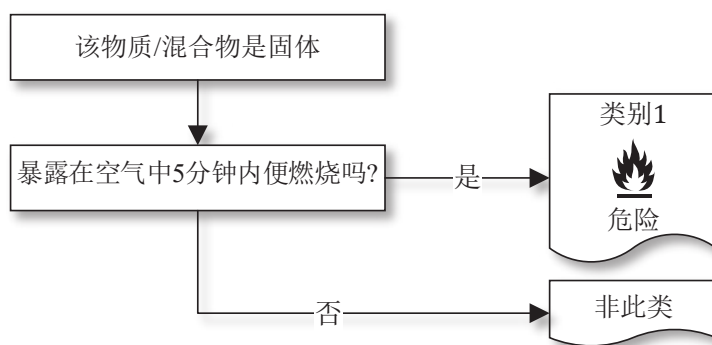 该物质/混合物是固体
类别1
暴露在空气中5分钟内便燃烧吗?
是
危险
否
非此类